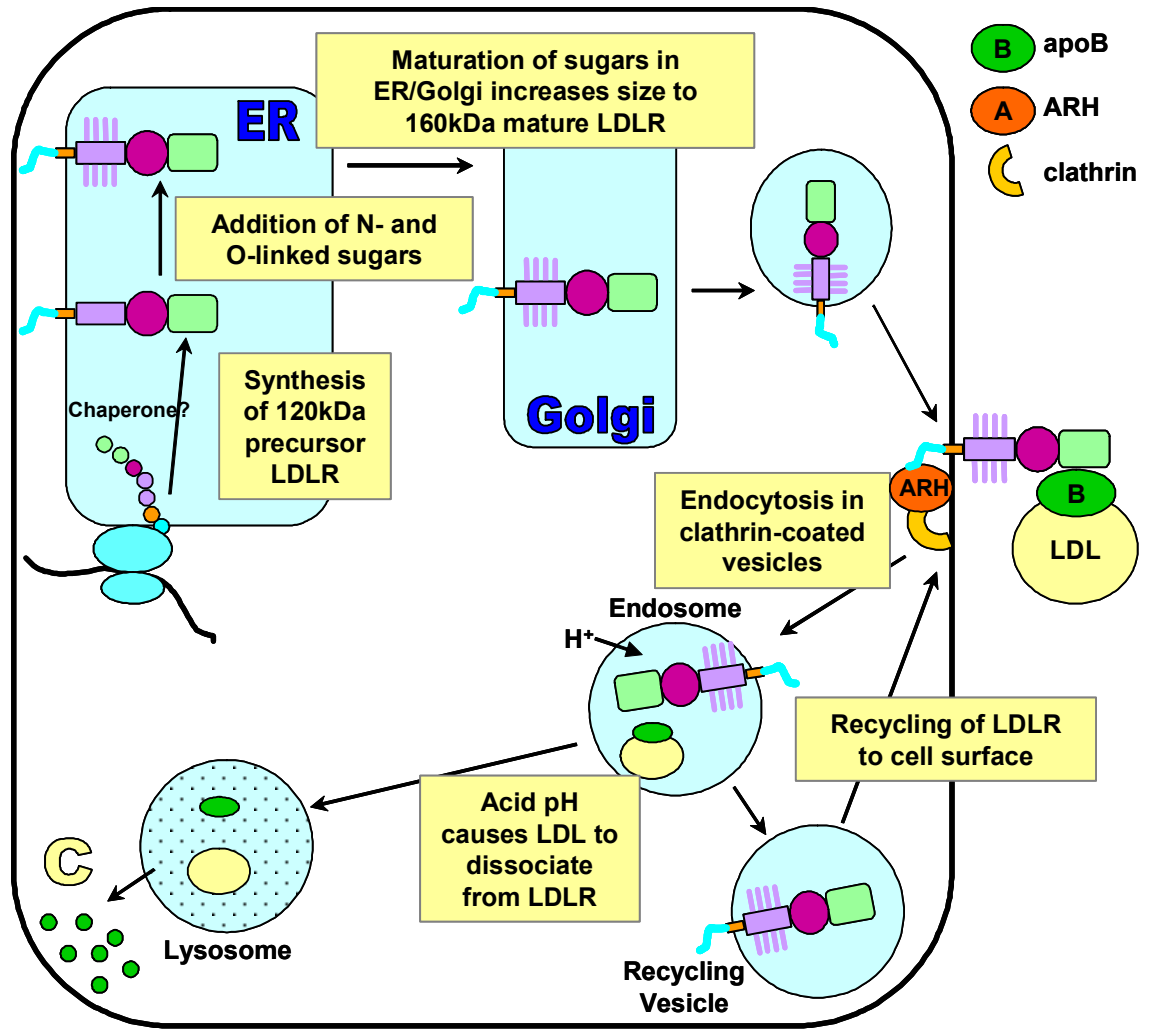 Maturation of sugars in
ER/Golgi increases size to
160kDa mature LDLR
B
apoB
A
ARH
clathrin
ER
Addition of N- and
O-linked sugars
Synthesis
of 120kDa
precursor
LDLR
Chaperone?
Golgi
ARH
B
LDL
Endocytosis in
clathrin-coated
vesicles
Endosome
H⁺
Recycling of LDLR
to cell surface
Acid pH
causes LDL to
dissociate
from LDLR
C
Lysosome
Recycling
Vesicle